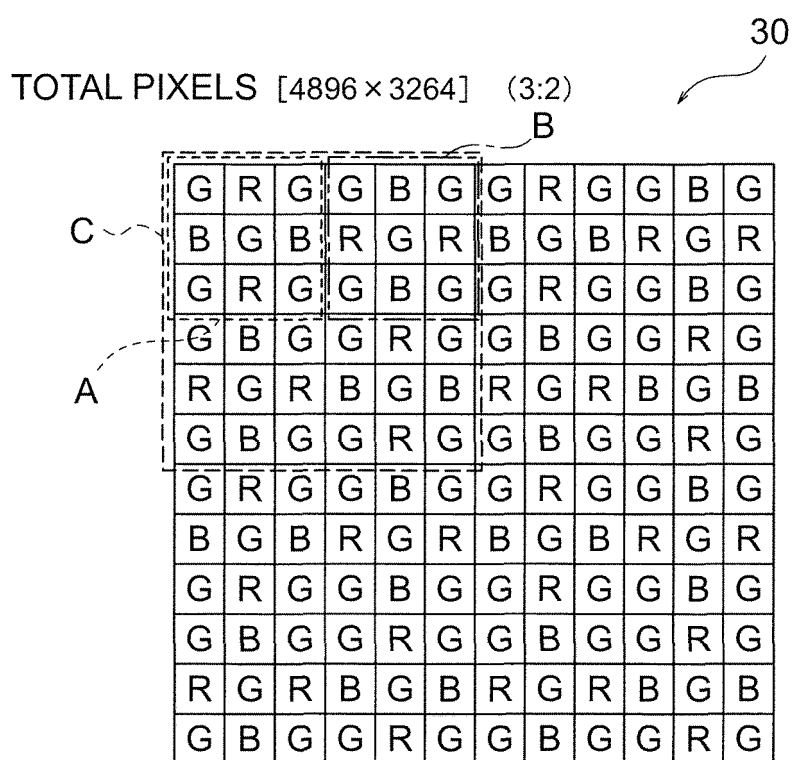 30
TOTAL PIXELS [4896×3264] (3:2)
B
G R G G B G G R G G B G
C B G B R G R B G B R G R
G R G G B G G R G G B G
G B G G R G G B G G R G
A R G R B G B R G R B G B
G B G G R G G B G G R G
G R G G B G G R G G B G
B G B R G R B G B R G R
G R G G B G G R G G B G
G B G G R G G B G G R G
R G R B G B R G R B G B
G B G G R G G B G G R G